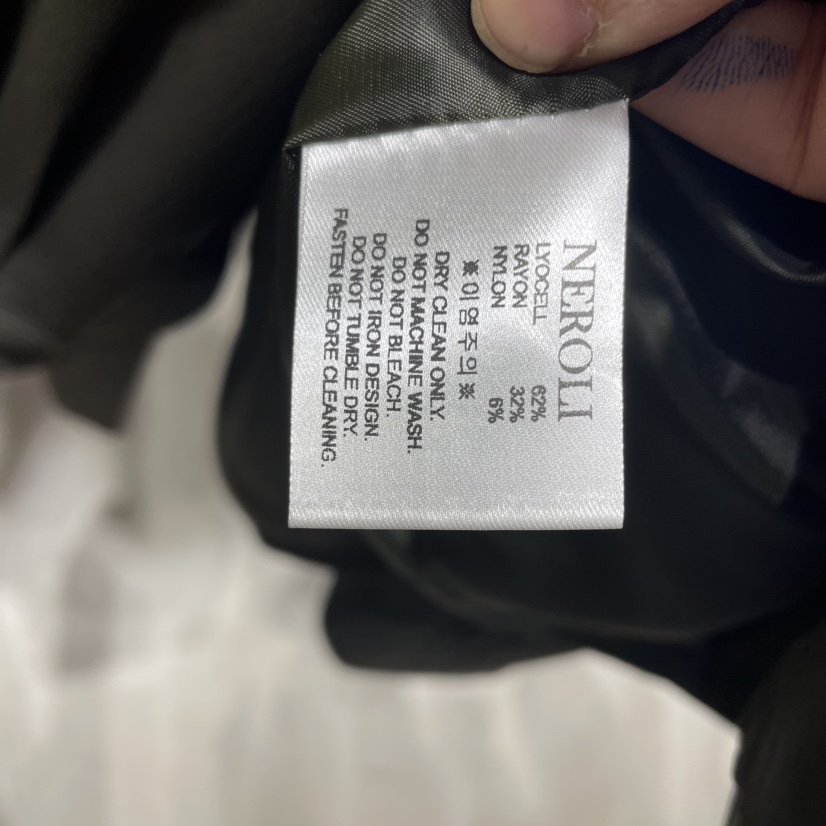 NEROLI
LYOCELL 62%
RAYON 32%
NYLON 6%
※이염주의※
DRY CLEAN ONLY.
DO NOT MACHINE WASH.
DO NOT BLEACH.
DO NOT IRON DESIGN.
DO NOT TUMBLE DRY.
FASTEN BEFORE CLEANING.